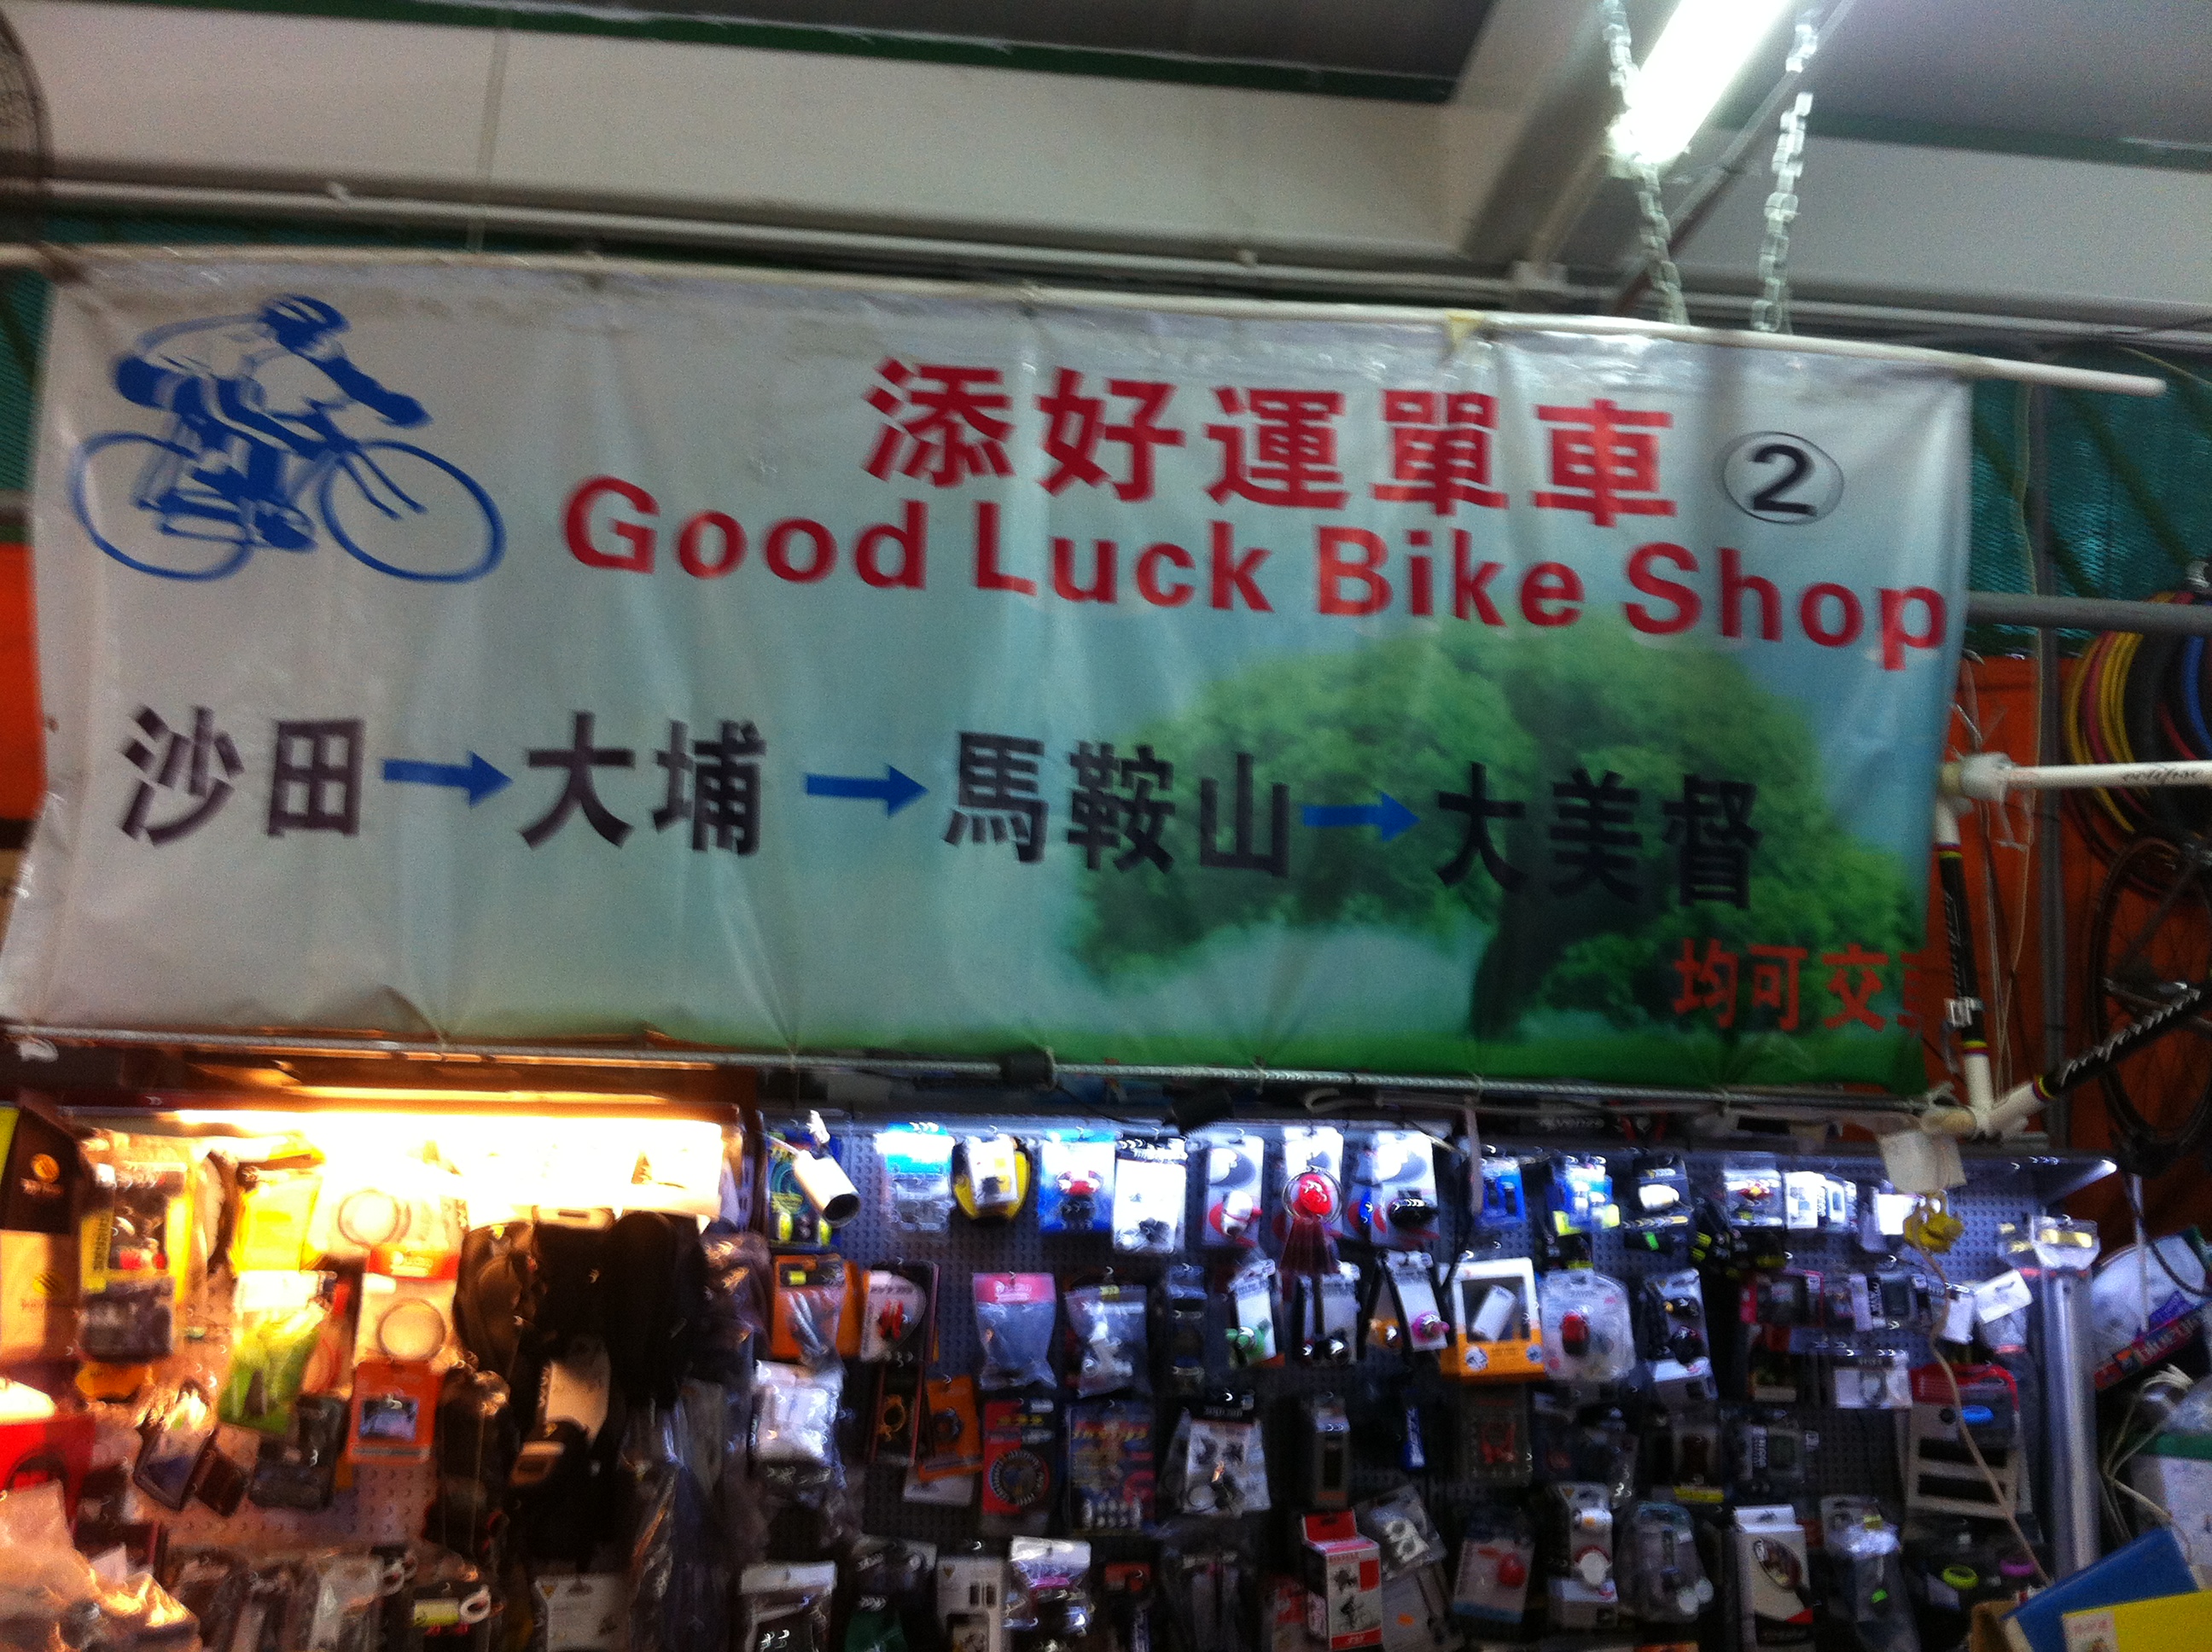 添好運單車 ②
Good Luck Bike Shop
沙田→大埔→馬鞍山→大美督
均可交車